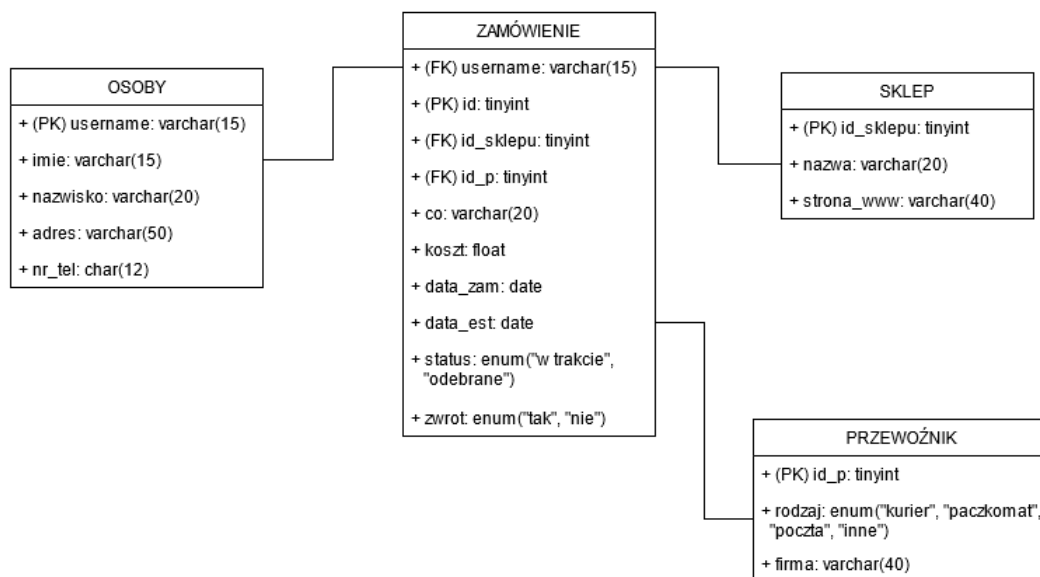 OSOBY
+ (PK) username: varchar(15)
+ imie: varchar(15)
+ nazwisko: varchar(20)
+ adres: varchar(50)
+ nr_tel: char(12)
ZAMÓWIENIE
+ (FK) username: varchar(15)
+ (PK) id: tinyint
+ (FK) id_sklepu: tinyint
+ (FK) id_p: tinyint
+ co: varchar(20)
+ koszt: float
+ data_zam: date
+ data_est: date
+ status: enum("w trakcie",
"odebrane")
+ zwrot: enum("tak", "nie")
SKLEP
+ (PK) id_sklepu: tinyint
+ nazwa: varchar(20)
+ strona_www: varchar(40)
PRZEWOŹNIK
+ (PK) id_p: tinyint
+ rodzaj: enum("kurier", "paczkomat",
"poczta", "inne")
+ firma: varchar(40)